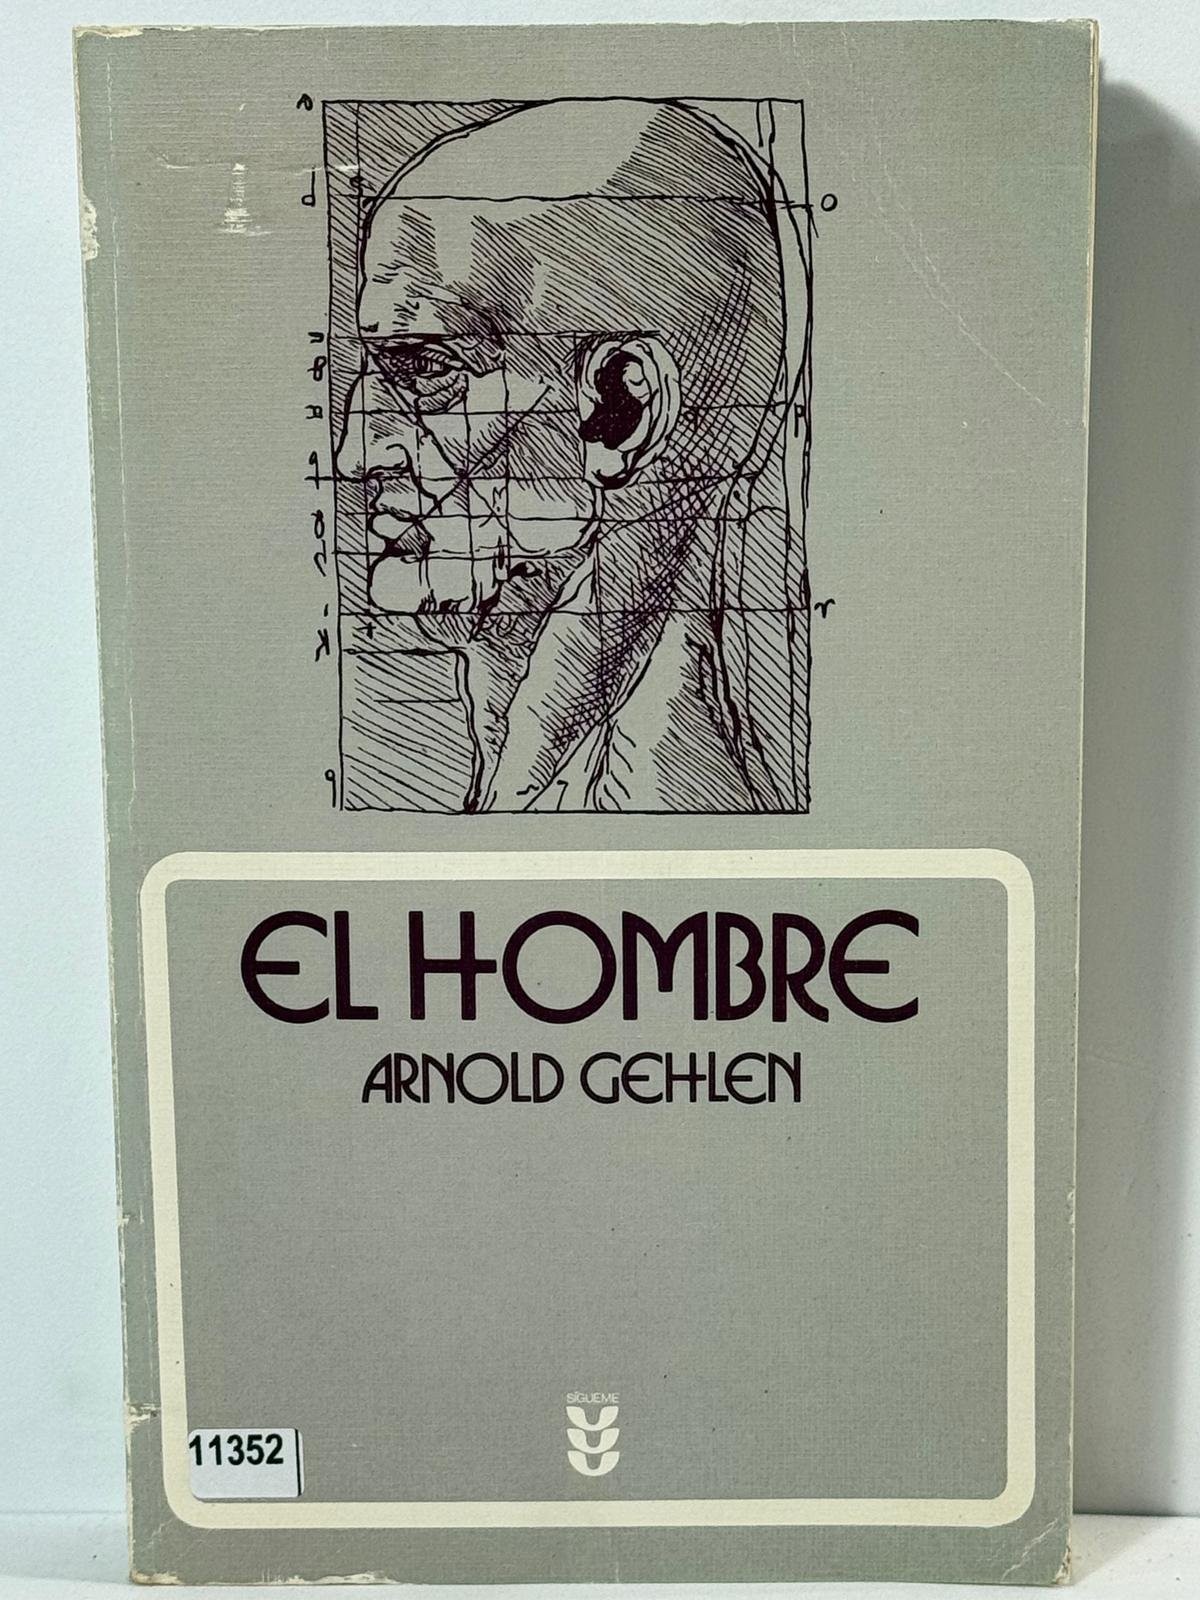 EL HOMBRE
ARNOLD GEHLEN
SÍGUEME
11352